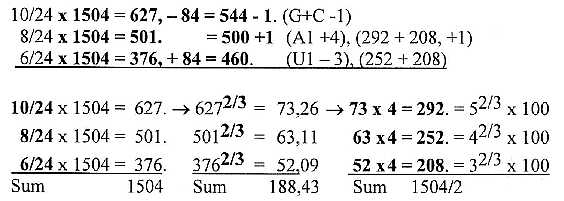 10/24 x 1504 = 627, – 84 = 544 - 1. (G+C -1)
8/24 x 1504 = 501. = 500 +1 (A1 +4), (292 + 208, +1)
6/24 x 1504 = 376, + 84 = 460. (U1 – 3), (252 + 208)
10/24 x 1504 = 627. → 627^2/3 = 73,26 → 73 x 4 = 292. = 5^2/3 x 100
8/24 x 1504 = 501. 501^2/3 = 63,11 63 x4 = 252. = 4^2/3 x 100
6/24 x 1504 = 376. 376^2/3 = 52,09 52 x4 = 208. = 3^2/3 x 100
Sum 1504 Sum 188,43 Sum 1504/2